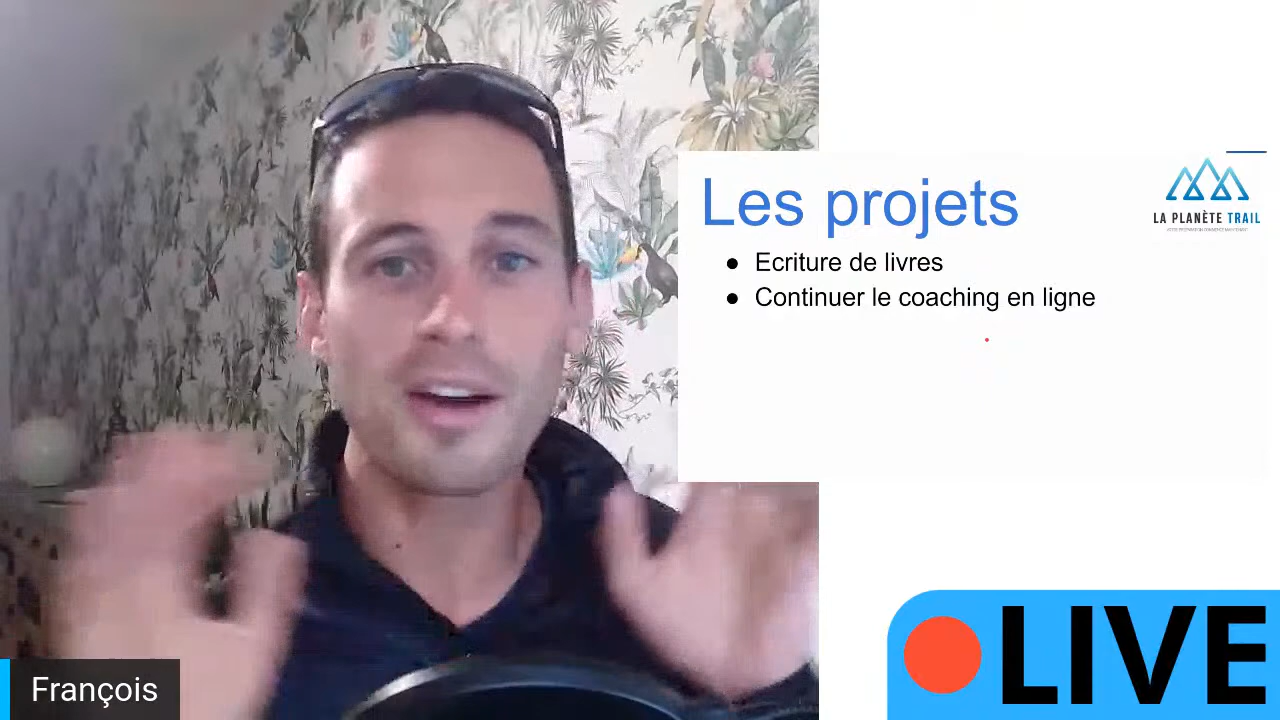 Les projets
LA PLANÈTE TRAIL
● Ecriture de livres
● Continuer le coaching en ligne
François
LIVE